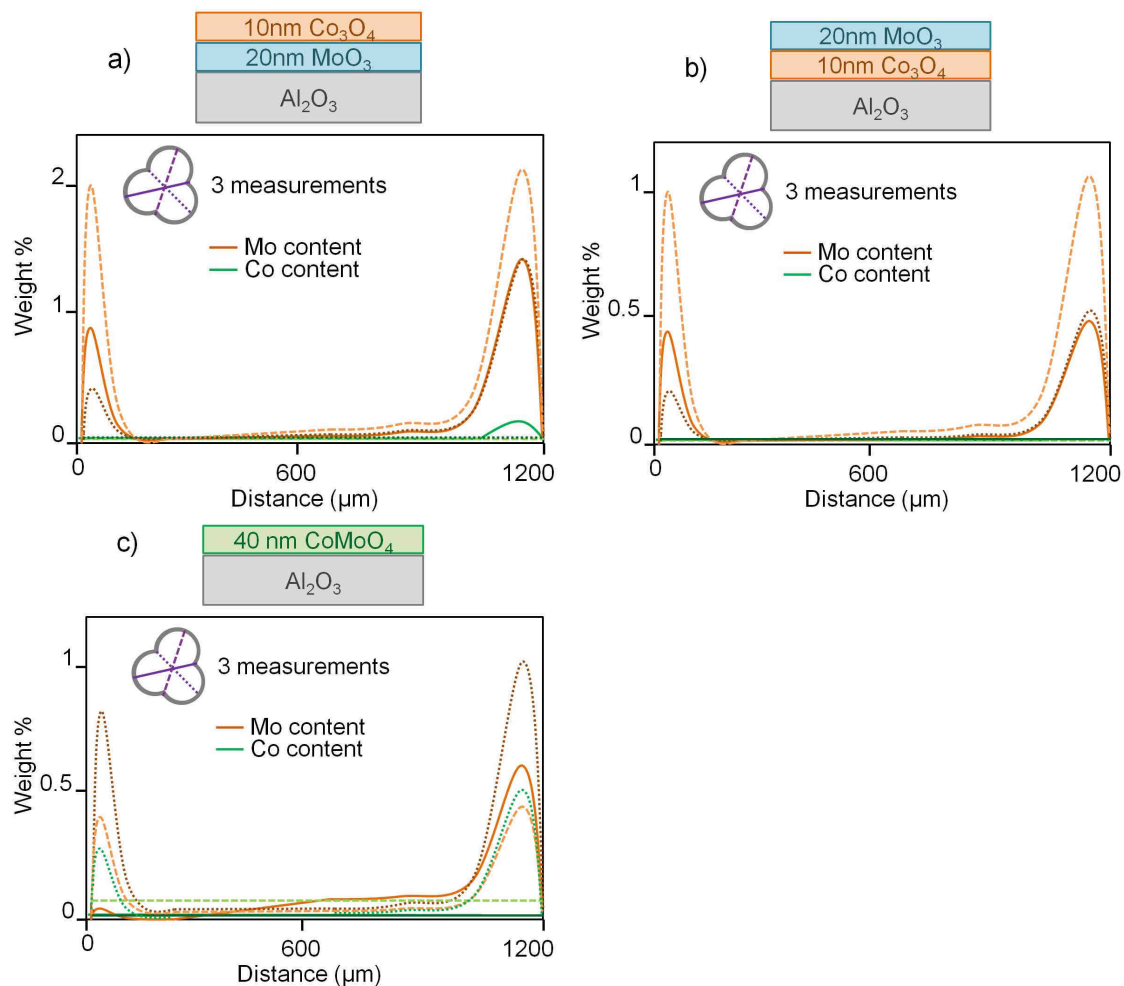 a)
10nm Co₃O₄
20nm MoO₃
Al₂O₃
3 measurements
Mo content
Co content
Weight %
2
1
0
0
600
1200
Distance (µm)
b)
20nm MoO₃
10nm Co₃O₄
Al₂O₃
3 measurements
Mo content
Co content
Weight %
1
0.5
0
0
600
1200
Distance (µm)
c)
40 nm CoMoO₄
Al₂O₃
3 measurements
Mo content
Co content
Weight %
1
0.5
0
0
600
1200
Distance (µm)